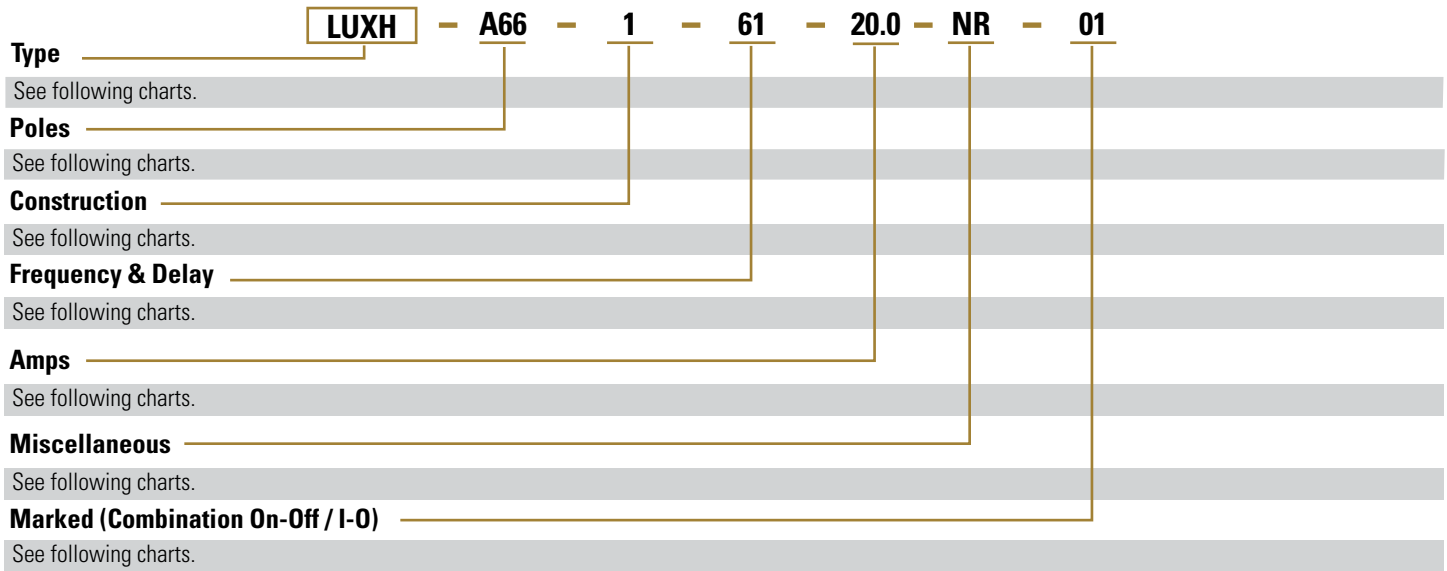 LUXH – A66 – 1 – 61 – 20.0 – NR – 01
Type
See following charts.
Poles
See following charts.
Construction
See following charts.
Frequency & Delay
See following charts.
Amps
See following charts.
Miscellaneous
See following charts.
Marked (Combination On-Off / I-O)
See following charts.